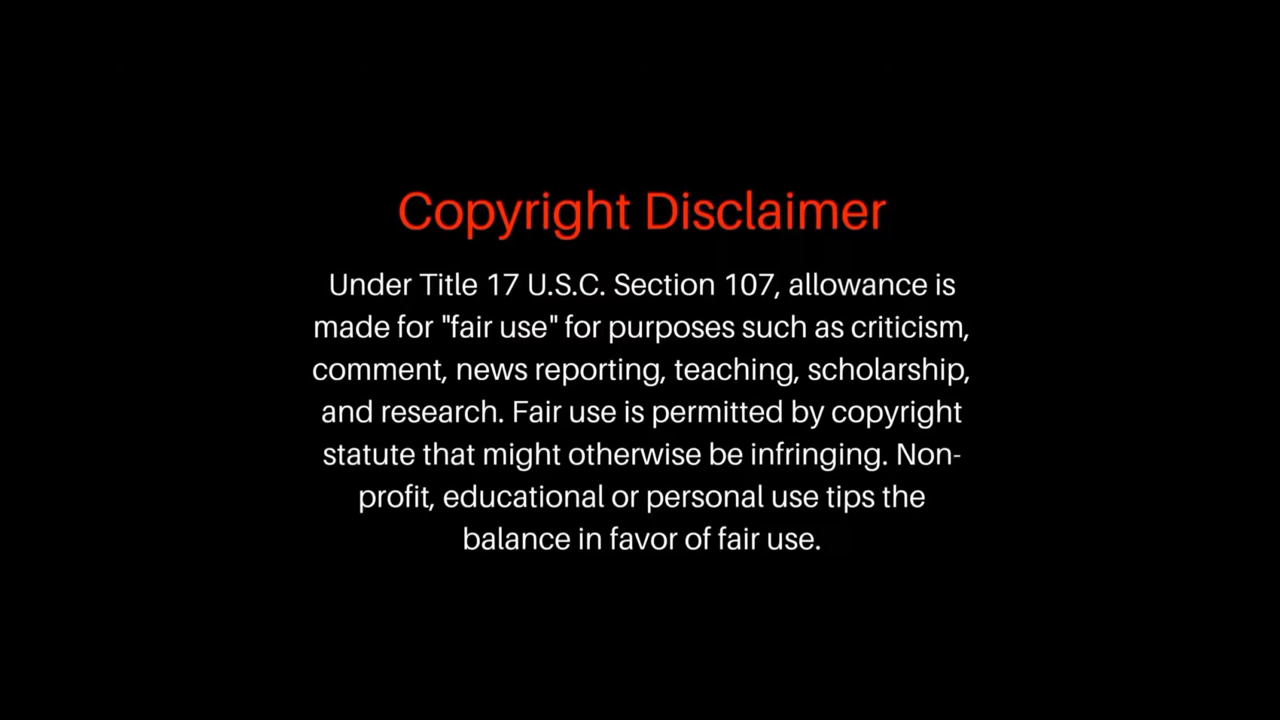 Copyright Disclaimer
Under Title 17 U.S.C. Section 107, allowance is
made for "fair use" for purposes such as criticism,
comment, news reporting, teaching, scholarship,
and research. Fair use is permitted by copyright
statute that might otherwise be infringing. Non-
profit, educational or personal use tips the
balance in favor of fair use.